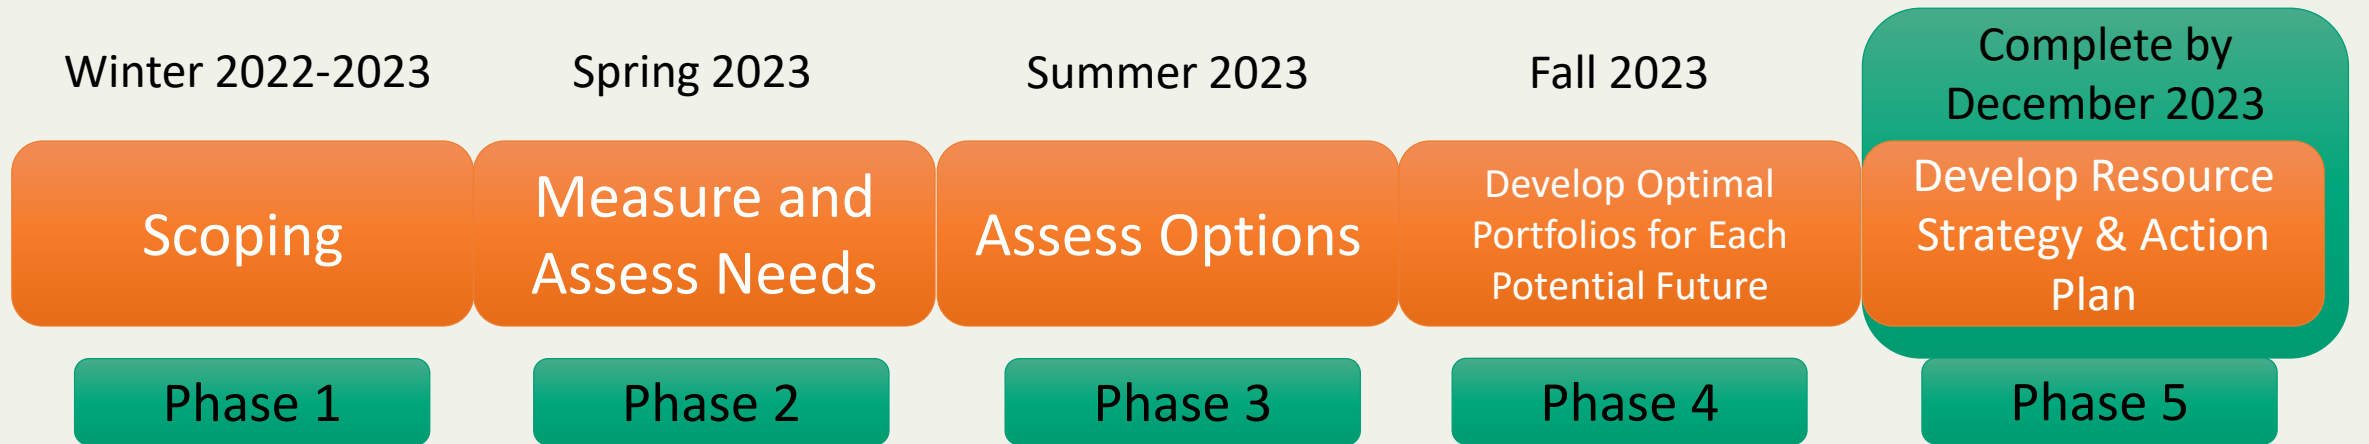 Winter 2022-2023
Spring 2023
Summer 2023
Fall 2023
Complete by
December 2023
Scoping
Measure and
Assess Needs
Assess Options
Develop Optimal
Portfolios for Each
Potential Future
Develop Resource
Strategy & Action
Plan
Phase 1
Phase 2
Phase 3
Phase 4
Phase 5